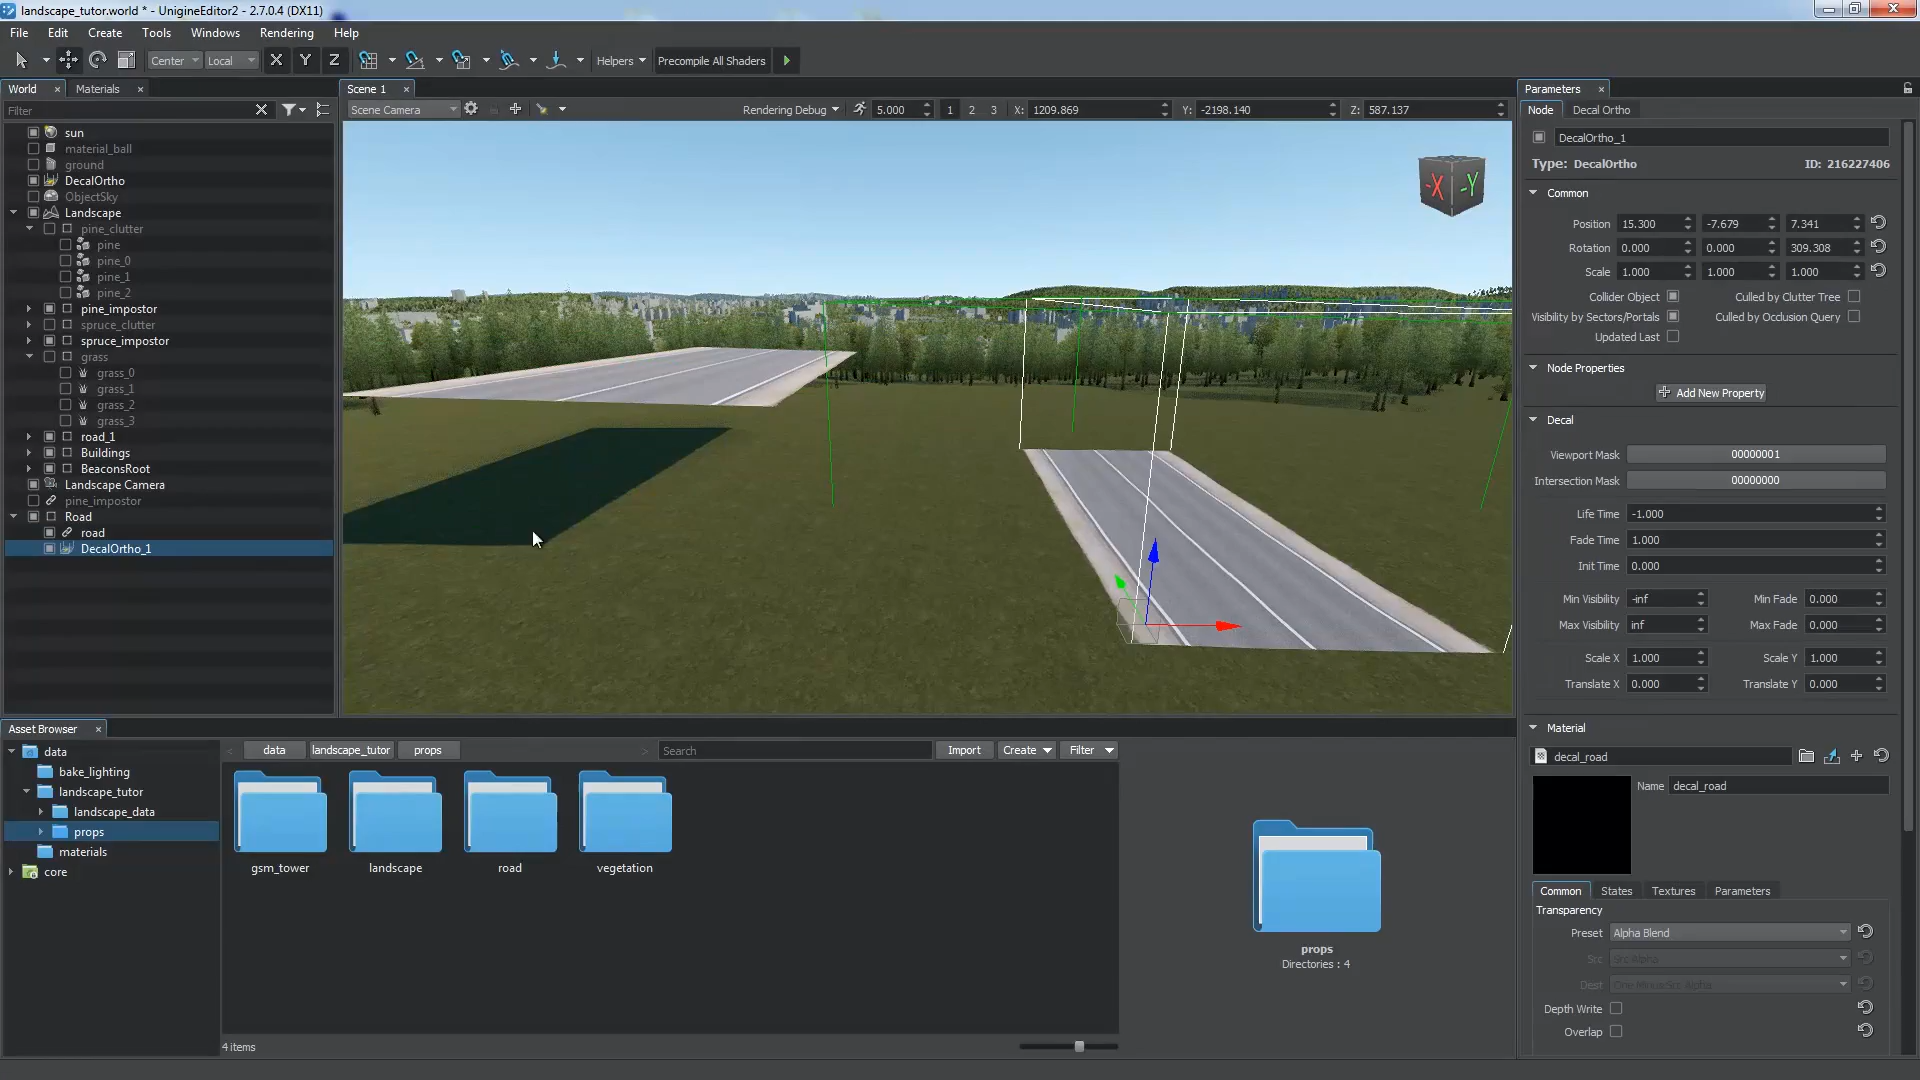 landscape_tutor.world * - UnigineEditor2 - 2.7.0.4 (DX11)
File Edit Create Tools Windows Rendering Help
Center Local X Y Z Helpers Precompile All Shaders
World Materials
Filter
sun
material_ball
ground
DecalOrtho
ObjectSky
Landscape
pine_clutter
pine
pine_0
pine_1
pine_2
pine_impostor
spruce_clutter
spruce_impostor
grass
grass_0
grass_1
grass_2
grass_3
road_1
Buildings
BeaconsRoot
Landscape Camera
pine_impostor
Road
road
DecalOrtho_1
Scene 1
Scene Camera Rendering Debug 5.000 1 2 3 X: 1209.869 Y: -2198.140 Z: 587.137
-X -Y
Parameters
Node Decal Ortho
DecalOrtho_1
Type: DecalOrtho ID: 216227406
Common
Position 15.300 -7.679 7.341
Rotation 0.000 0.000 309.308
Scale 1.000 1.000 1.000
Collider Object Culled by Clutter Tree
Visibility by Sectors/Portals Culled by Occlusion Query
Updated Last
Node Properties
Add New Property
Decal
Viewport Mask 00000001
Intersection Mask 00000000
Life Time -1.000
Fade Time 1.000
Init Time 0.000
Min Visibility -inf Min Fade 0.000
Max Visibility inf Max Fade 0.000
Scale X 1.000 Scale Y 1.000
Translate X 0.000 Translate Y 0.000
Material
decal_road
Name decal_road
Common States Textures Parameters
Transparency
Preset Alpha Blend
Src Src Alpha
Dest One Minus Src Alpha
Depth Write
Overlap
Asset Browser
data
bake_lighting
landscape_tutor
landscape_data
props
materials
core
< data landscape_tutor props > Search Import Create Filter
gsm_tower landscape road vegetation
props
Directories : 4
4 items